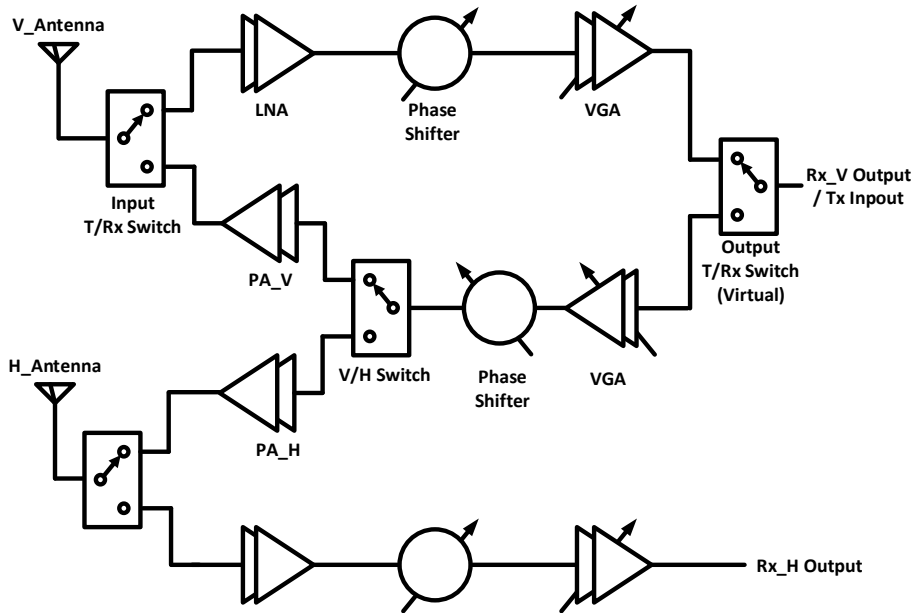 V_Antenna
LNA
Phase
Shifter
VGA
Input
T/Rx Switch
Rx_V Output
/ Tx Inpout
Output
T/Rx Switch
(Virtual)
PA_V
V/H Switch
Phase
Shifter
VGA
H_Antenna
PA_H
Rx_H Output